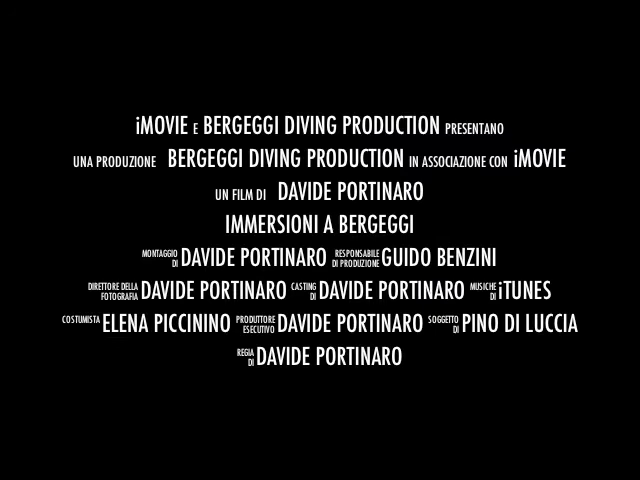 iMOVIE E BERGEGGI DIVING PRODUCTION PRESENTANO
UNA PRODUZIONE BERGEGGI DIVING PRODUCTION IN ASSOCIAZIONE CON iMOVIE
UN FILM DI DAVIDE PORTINARO
IMMERSIONI A BERGEGGI
MONTAGGIO DI DAVIDE PORTINARO RESPONSABILE DI PRODUZIONE GUIDO BENZINI
DIRETTORE DELLA FOTOGRAFIA DAVIDE PORTINARO CASTING DI DAVIDE PORTINARO MUSICHE DI iTUNES
COSTUMISTA ELENA PICCININO PRODUTTORE ESECUTIVO DAVIDE PORTINARO SOGGETTO DI PINO DI LUCCIA
REGIA DI DAVIDE PORTINARO